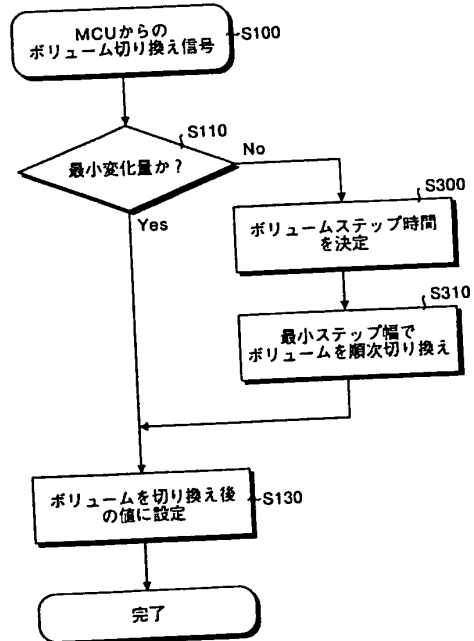 MCUからの
ボリューム切り換え信号
S100
S110
最小変化量か?
No
Yes
S300
ボリュームステップ時間
を決定
S310
最小ステップ幅で
ボリュームを順次切り換え
ボリュームを切り換え後
の値に設定
S130
完了